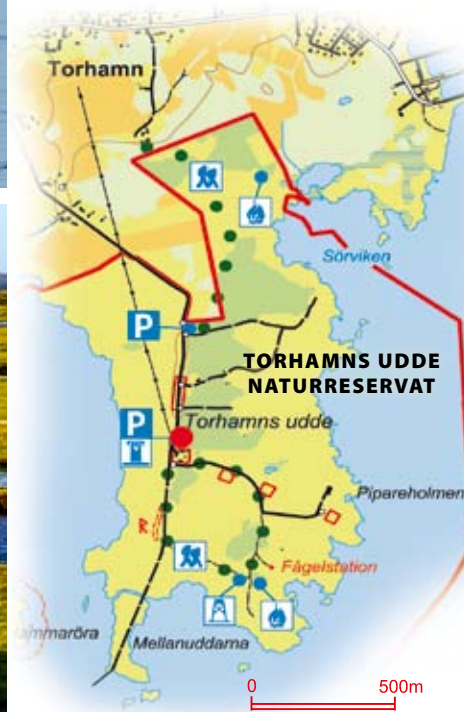 Torhamn
Sörviken
P
TORHAMNS UDDE
NATURRESERVAT
P
Torhamns udde
Pipareholmen
R
Fågelstation
Mellanuddarna
0 500m